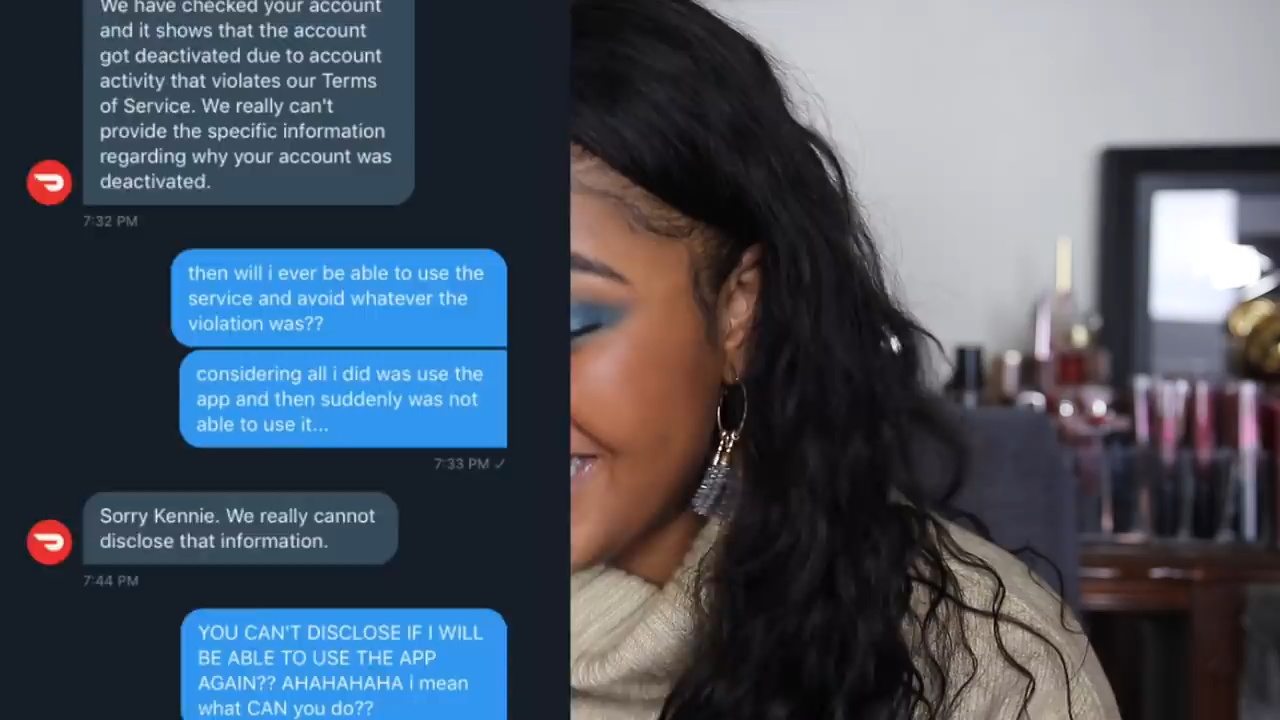 We have checked your account
and it shows that the account
got deactivated due to account
activity that violates our Terms
of Service. We really can't
provide the specific information
regarding why your account was
deactivated.
7:32 PM
then will i ever be able to use the
service and avoid whatever the
violation was??
considering all i did was use the
app and then suddenly was not
able to use it...
7:33 PM ✓
Sorry Kennie. We really cannot
disclose that information.
7:44 PM
YOU CAN'T DISCLOSE IF I WILL
BE ABLE TO USE THE APP
AGAIN?? AHAHAHAHA i mean
what CAN you do??